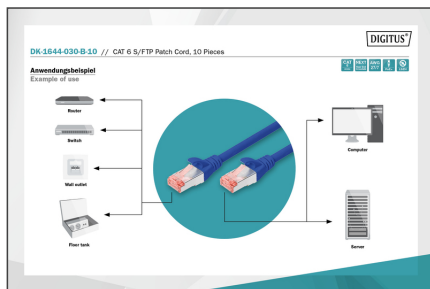 DIGITUS®
DK-1644-030-B-10 // CAT 6 S/FTP Patch Cord, 10 Pieces
Anwendungsbeispiel
Example of use
Router
Switch
Wall outlet
Floor tank
Computer
Server